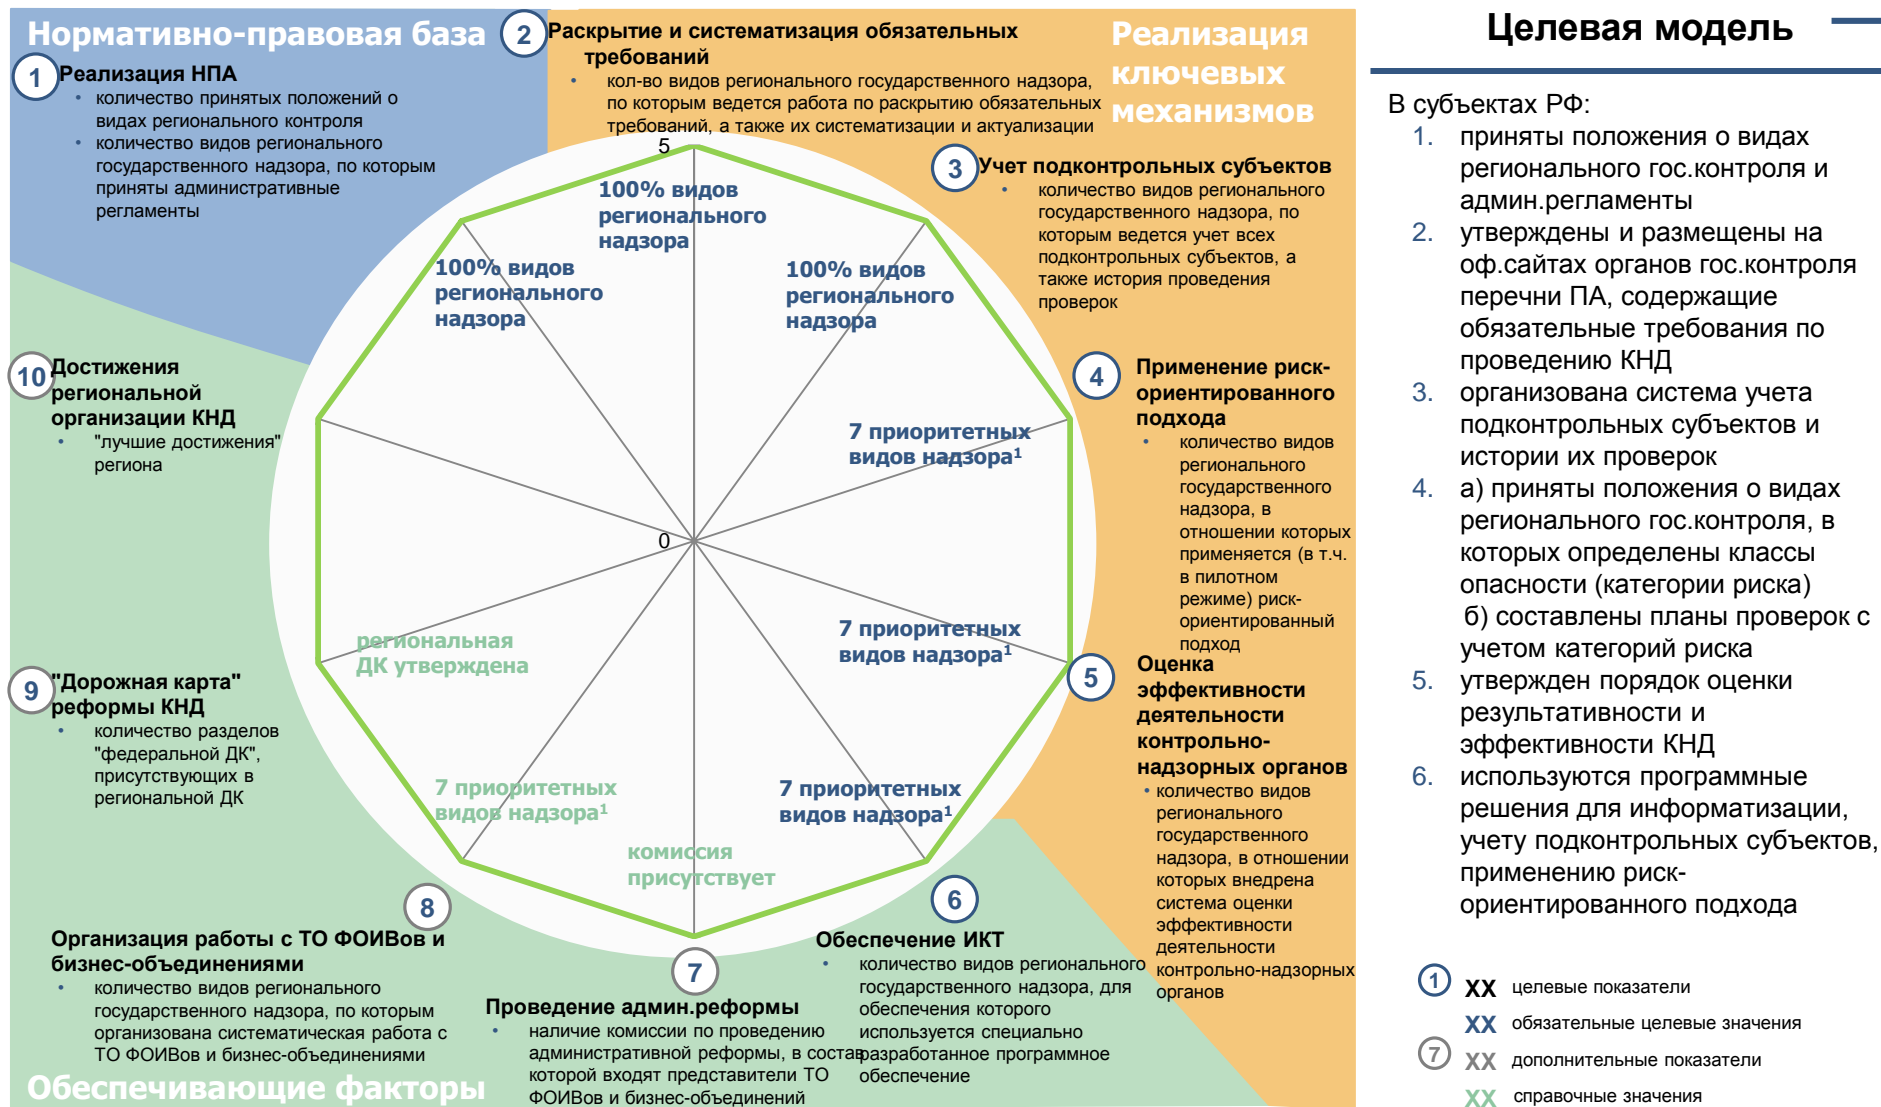 Нормативно-правовая база
1
Реализация НПА
• количество принятых положений о
видах регионального контроля
• количество видов регионального
государственного надзора, по которым
приняты административные
регламенты
2
Раскрытие и систематизация обязательных
требований
• кол-во видов регионального государственного надзора,
по которым ведется работа по раскрытию обязательных
требований, а также их систематизации и актуализации
Реализация
ключевых
механизмов
3
Учет подконтрольных субъектов
• количество видов регионального
государственного надзора, по
которым ведется учет всех
подконтрольных субъектов, а
также история проведения
проверок
4
Применение риск-
ориентированного
подхода
• количество видов
регионального
государственного
надзора, в
отношении которых
применяется (в т.ч.
в пилотном
режиме) риск-
ориентированный
подход
5
Оценка
эффективности
деятельности
контрольно-
надзорных органов
• количество видов
регионального
государственного
надзора, в отношении
которых внедрена
система оценки
эффективности
деятельности
контрольно-надзорных
органов
6
Обеспечение ИКТ
• количество видов регионального
государственного надзора, для
обеспечения которого
используется специально
разработанное программное
обеспечение
7
Проведение админ.реформы
• наличие комиссии по проведению
административной реформы, в состав
которой входят представители ТО
ФОИВов и бизнес-объединений
8
Организация работы с ТО ФОИВов и
бизнес-объединениями
• количество видов регионального
государственного надзора, по которым
организована систематическая работа с
ТО ФОИВов и бизнес-объединениями
Обеспечивающие факторы
9
"Дорожная карта"
реформы КНД
• количество разделов
"федеральной ДК",
присутствующих в
региональной ДК
10
Достижения
региональной
организации КНД
• "лучшие достижения"
региона
5
0
100% видов
регионального
надзора
100% видов
регионального
надзора
100% видов
регионального
надзора
7 приоритетных
видов надзора¹
7 приоритетных
видов надзора¹
7 приоритетных
видов надзора¹
комиссия
присутствует
7 приоритетных
видов надзора¹
региональная
ДК утверждена
Целевая модель
В субъектах РФ:
1. приняты положения о видах
регионального гос.контроля и
админ.регламенты
2. утверждены и размещены на
оф.сайтах органов гос.контроля
перечни ПА, содержащие
обязательные требования по
проведению КНД
3. организована система учета
подконтрольных субъектов и
истории их проверок
4. а) приняты положения о видах
регионального гос.контроля, в
которых определены классы
опасности (категории риска)
б) составлены планы проверок с
учетом категорий риска
5. утвержден порядок оценки
результативности и
эффективности КНД
6. используются программные
решения для информатизации,
учету подконтрольных субъектов,
применению риск-
ориентированного подхода
1 XX целевые показатели
XX обязательные целевые значения
7 XX дополнительные показатели
XX справочные значения